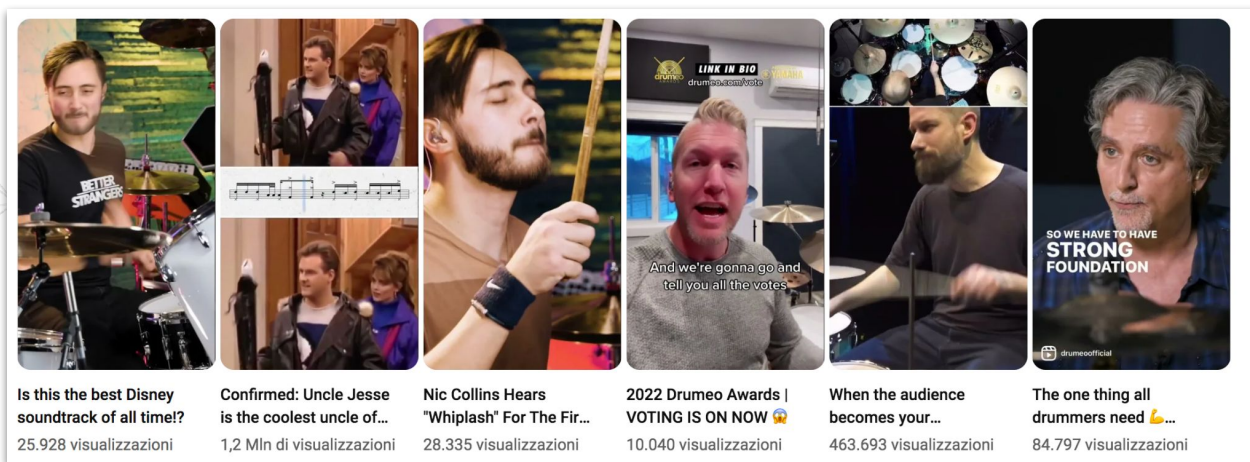 BETTER
STRANGERS
drumeo
AWARDS
LINK IN BIO
YAMAHA
drumeo.com/vote
And we're gonna go and
tell you all the votes
SO WE HAVE TO HAVE
STRONG
FOUNDATION
drumeoofficial
Is this the best Disney
soundtrack of all time!?
25.928 visualizzazioni
Confirmed: Uncle Jesse
is the coolest uncle of...
1,2 Mln di visualizzazioni
Nic Collins Hears
"Whiplash" For The Fir...
28.335 visualizzazioni
2022 Drumeo Awards |
VOTING IS ON NOW 😱
10.040 visualizzazioni
When the audience
becomes your...
463.693 visualizzazioni
The one thing all
drummers need 💪...
84.797 visualizzazioni